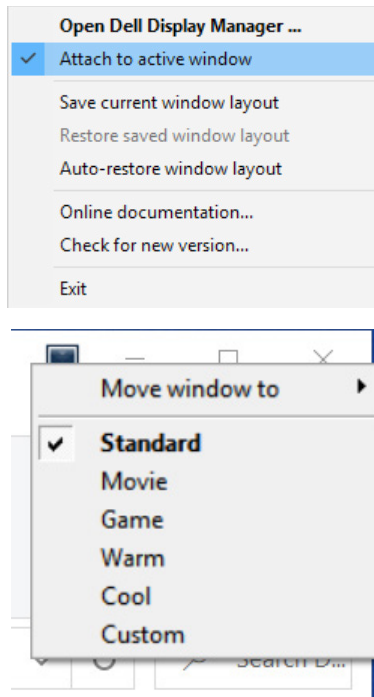 Open Dell Display Manager ...
Attach to active window
Save current window layout
Restore saved window layout
Auto-restore window layout
Online documentation...
Check for new version...
Exit
Move window to
Standard
Movie
Game
Warm
Cool
Custom
Search D...